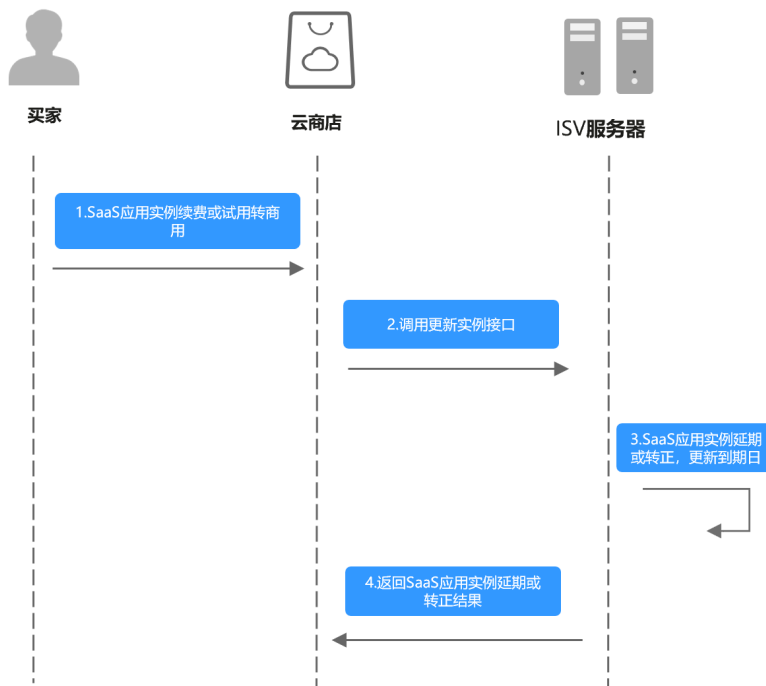 买家
云商店
ISV服务器
1.SaaS应用实例续费或试用转商
用
2.调用更新实例接口
3.SaaS应用实例延期
或转正，更新到期日
4.返回SaaS应用实例延期或
转正结果